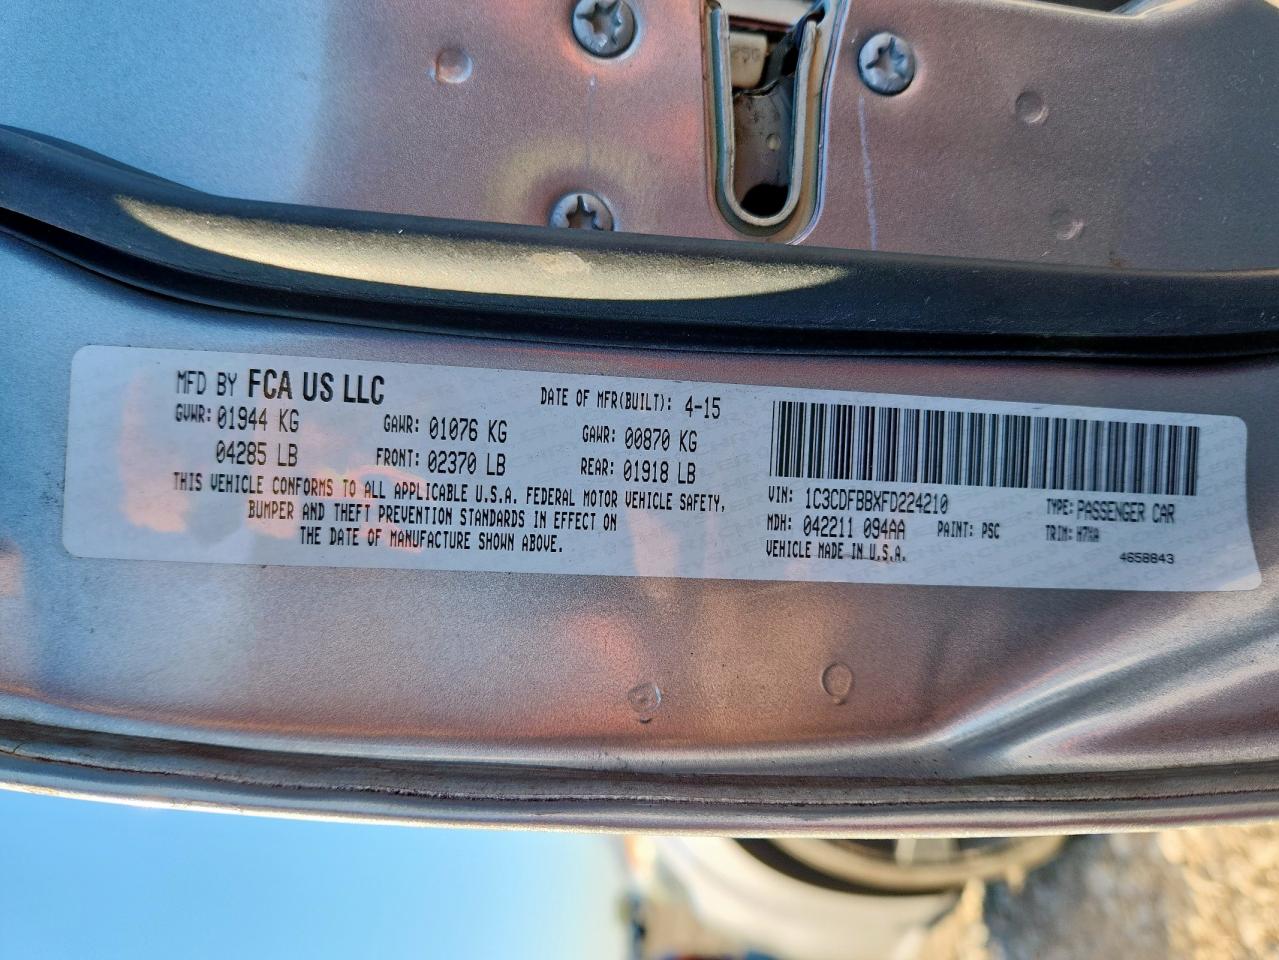 MFD BY FCA US LLC DATE OF MFR(BUILT): 4-15
GVWR: 01944 KG GAWR: 01076 KG GAWR: 00870 KG
04285 LB FRONT: 02370 LB REAR: 01918 LB
THIS VEHICLE CONFORMS TO ALL APPLICABLE U.S.A. FEDERAL MOTOR VEHICLE SAFETY,
BUMPER AND THEFT PREVENTION STANDARDS IN EFFECT ON
THE DATE OF MANUFACTURE SHOWN ABOVE.
VIN: 1C3CDFBBXFD224210 TYPE: PASSENGER CAR
MDH: 042211 094AA PAINT: PSC TRIM:
VEHICLE MADE IN U.S.A. 4658843